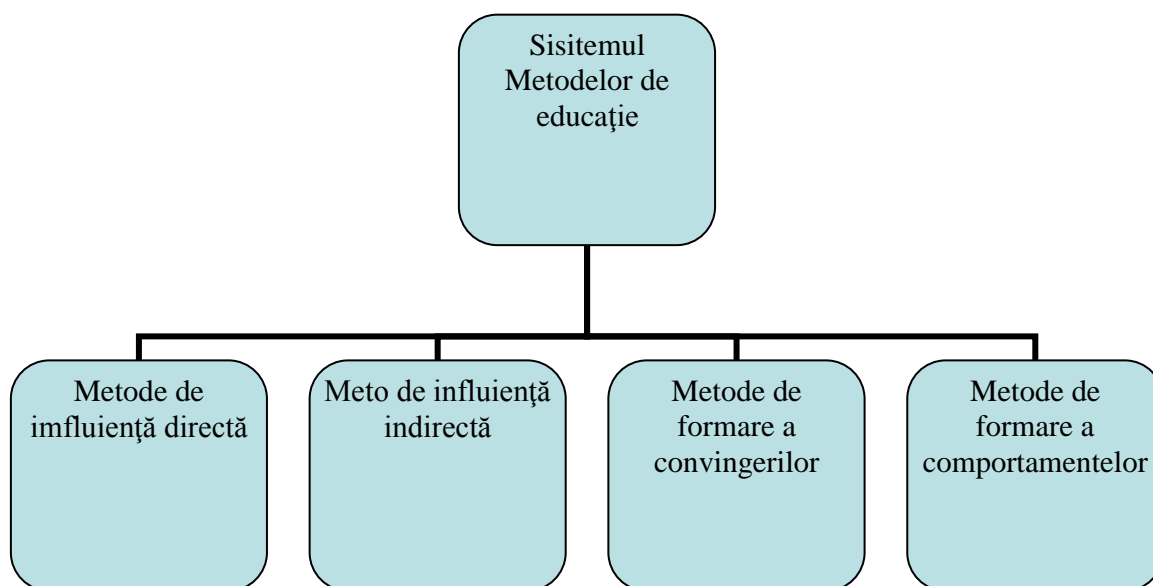 Sisitemul
Metodelor de
educaţie
Metode de
imfluienţă directă
Meto de influienţă
indirectă
Metode de
formare a
convingerilor
Metode de
formare a
comportamentelor